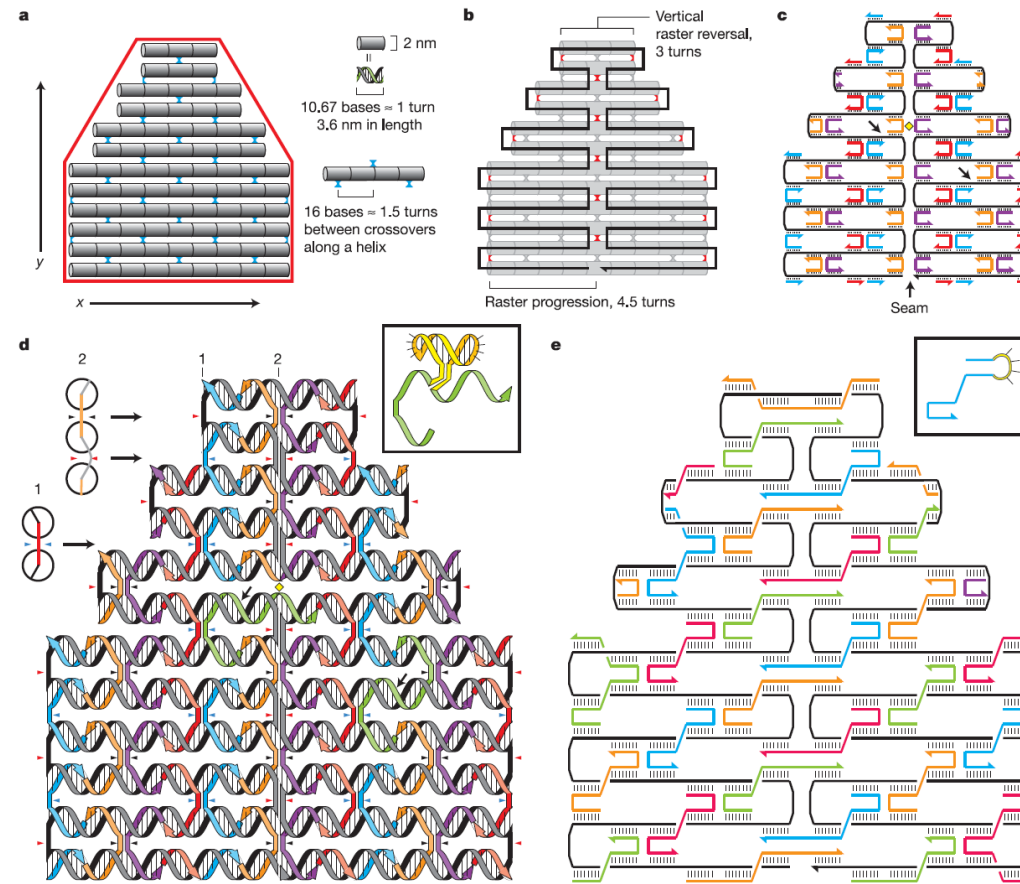 a
2 nm
=
10.67 bases ≈ 1 turn
3.6 nm in length
16 bases ≈ 1.5 turns
between crossovers
along a helix
y
x
b
Vertical
raster reversal,
3 turns
Raster progression, 4.5 turns
c
Seam
d
2
1
1
2
e